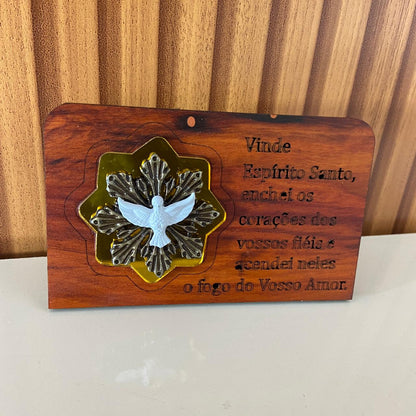 Vinde
Espírito Santo,
enchei os
corações dos
vossos fiéis e
acendei neles
o fogo do Vosso Amor.